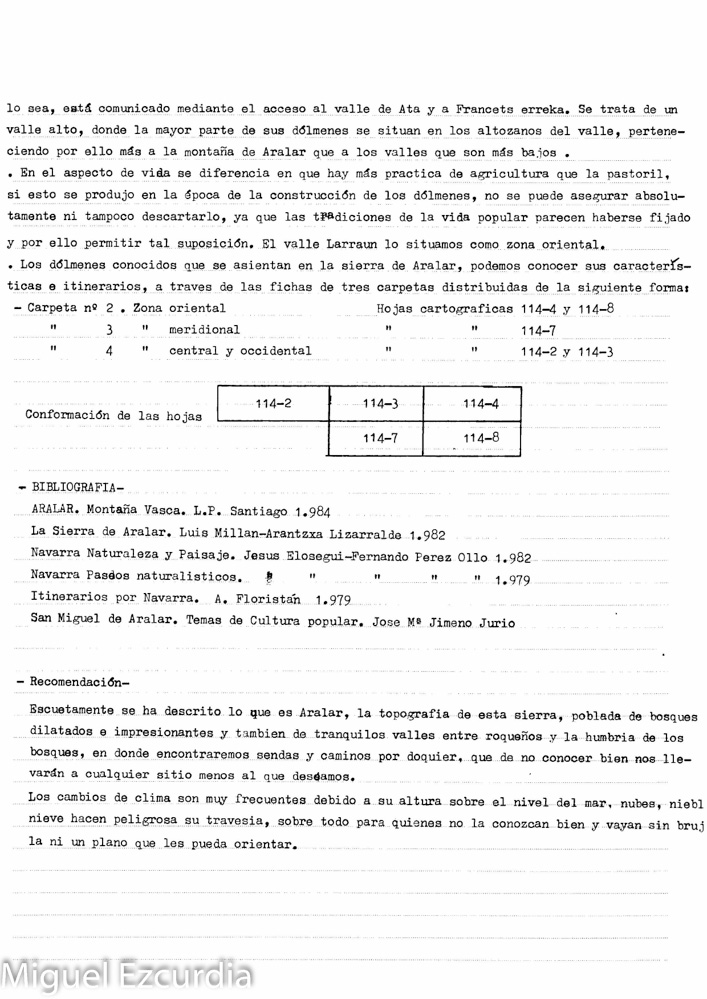 lo sea, está comunicado mediante el acceso al valle de Ata y a Francets erreka. Se trata de un
valle alto, donde la mayor parte de sus dólmenes se situan en los altozanos del valle, pertene-
ciendo por ello más a la montaña de Aralar que a los valles que son más bajos .
. En el aspecto de vida se diferencia en que hay más practica de agricultura que la pastoril,
si esto se produjo en la época de la construcción de los dólmenes, no se puede asegurar absolu-
tamente ni tampoco descartarlo, ya que las tradiciones de la vida popular parecen haberse fijado
y por ello permitir tal suposición. El valle Larraun lo situamos como zona oriental.
. Los dólmenes conocidos que se asientan en la sierra de Aralar, podemos conocer sus caracterís-
ticas e itinerarios, a traves de las fichas de tres carpetas distribuidas de la siguiente forma:
- Carpeta nº 2 . Zona oriental Hojas cartograficas 114-4 y 114-8
" 3 " meridional " " 114-7
" 4 " central y occidental " " 114-2 y 114-3
114-2 114-3 114-4
Conformación de las hojas
114-7 114-8
- BIBLIOGRAFIA-
ARALAR. Montaña Vasca. L.P. Santiago 1.984
La Sierra de Aralar. Luis Millan-Arantzxa Lizarralde 1.982
Navarra Naturaleza y Paisaje. Jesus Elosegui-Fernando Perez Ollo 1.982
Navarra Paseos naturalisticos. " " " " 1.979
Itinerarios por Navarra. A. Floristán 1.979
San Miguel de Aralar. Temas de Cultura popular. Jose Mª Jimeno Jurio
- Recomendación-
Escuetamente se ha descrito lo que es Aralar, la topografia de esta sierra, poblada de bosques
dilatados e impresionantes y tambien de tranquilos valles entre roqueños y la humbria de los
bosques, en donde encontraremos sendas y caminos por doquier, que de no conocer bien nos lle-
varán a cualquier sitio menos al que deseamos.
Los cambios de clima son muy frecuentes debido a su altura sobre el nivel del mar, nubes, niebl
nieve hacen peligrosa su travesia, sobre todo para quienes no la conozcan bien y vayan sin bruj
la ni un plano que les pueda orientar.
Miguel Ezcurdia